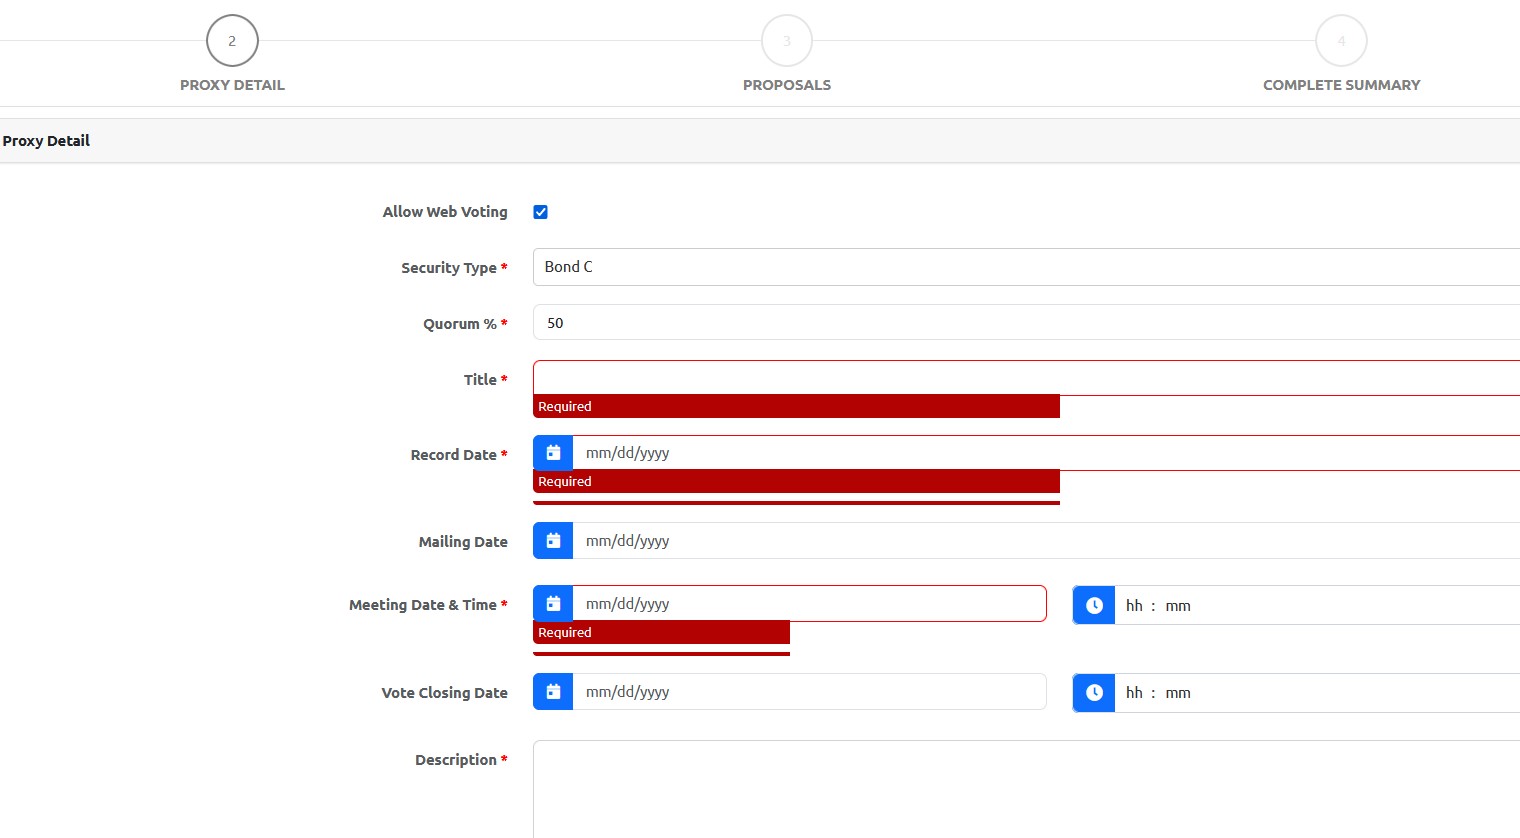 2
3
4
PROXY DETAIL
PROPOSALS
COMPLETE SUMMARY
Proxy Detail
Allow Web Voting
Security Type *
Bond C
Quorum % *
50
Title *
Required
Record Date *
mm/dd/yyyy
Required
Mailing Date
mm/dd/yyyy
Meeting Date & Time *
mm/dd/yyyy
hh : mm
Required
Vote Closing Date
mm/dd/yyyy
hh : mm
Description *